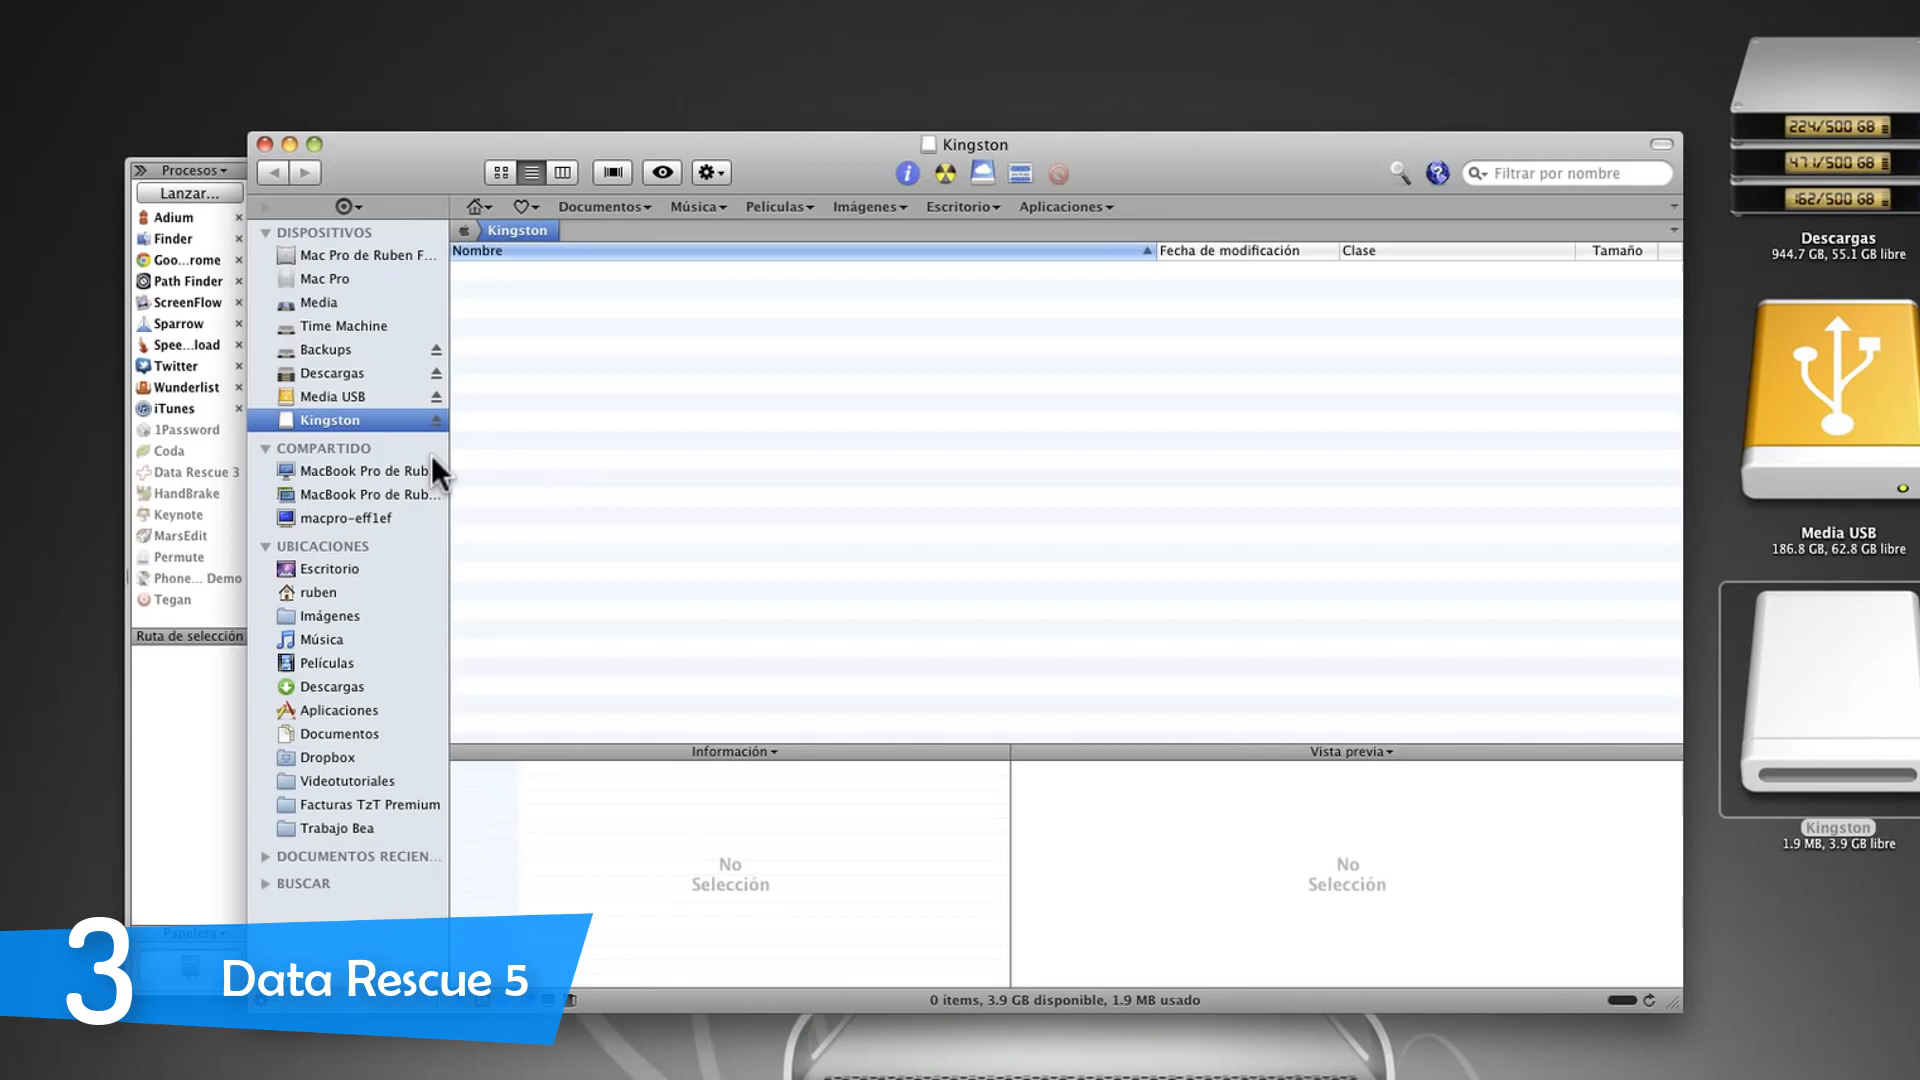 Kingston
Filtrar por nombre
Documentos
Música
Películas
Imágenes
Escritorio
Aplicaciones
Kingston
Nombre
Fecha de modificación
Clase
Tamaño
Procesos
Lanzar...
Adium
Finder
Goo...rome
Path Finder
ScreenFlow
Sparrow
Spee...load
Twitter
Wunderlist
iTunes
1Password
Coda
Data Rescue 3
HandBrake
Keynote
MarsEdit
Permute
Phone... Demo
Tegan
Ruta de selección
Papelera
DISPOSITIVOS
Mac Pro de Ruben F...
Mac Pro
Media
Time Machine
Backups
Descargas
Media USB
Kingston
COMPARTIDO
MacBook Pro de Rub
MacBook Pro de Rub...
macpro-eff1ef
UBICACIONES
Escritorio
ruben
Imágenes
Música
Películas
Descargas
Aplicaciones
Documentos
Dropbox
Videotutoriales
Facturas TzT Premium
Trabajo Bea
DOCUMENTOS RECIEN...
BUSCAR
Información
Vista previa
No
Selección
No
Selección
0 items, 3.9 GB disponible, 1.9 MB usado
224/500 GB
471/500 GB
162/500 GB
Descargas
944.7 GB, 55.1 GB libre
Media USB
186.8 GB, 62.8 GB libre
Kingston
1.9 MB, 3.9 GB libre
3 Data Rescue 5